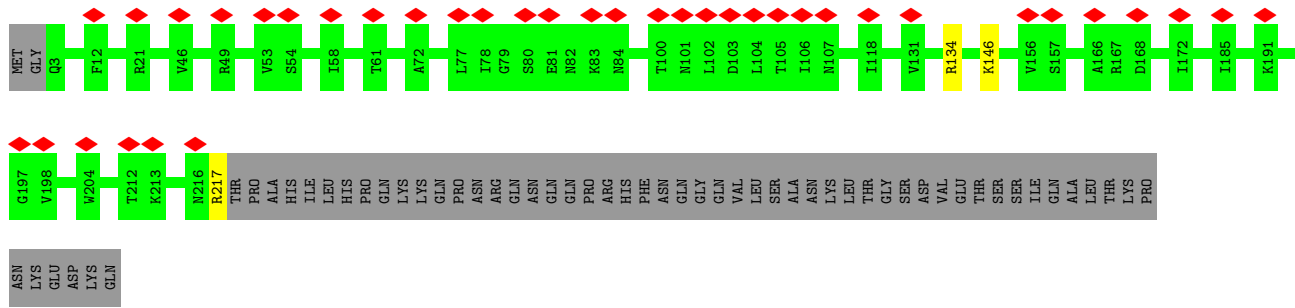 MET GLY Q3 F12 R21 V46 R49 V53 S54 I58 T61 A72 L77 I78 G79 S80 E81 N82 K83 N84 T100 N101 L102 D103 L104 T105 I106 N107 I118 V131 R134 K146 V156 S157 A166 R167 D168 I172 I185 K191
G197 V198 W204 T212 K213 N216 R217 THR PRO ALA HIS ILE LEU HIS PRO GLN LYS LYS GLN PRO ASN ARG GLN ASN GLN GLN PRO ARG HIS PHE ASN GLN GLY GLN VAL LEU SER ALA ASN LYS LEU THR GLY SER ASP VAL GLU THR SER SER ILE GLN ALA LEU THR LYS PRO
ASN LYS GLU ASP LYS GLN